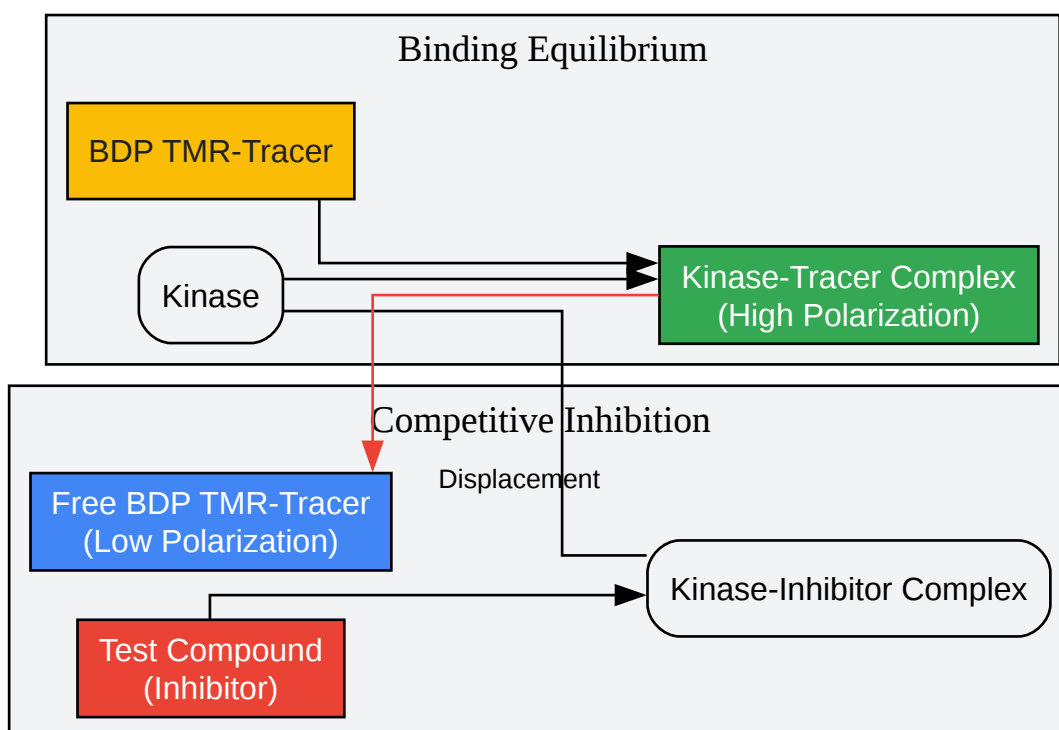 Binding Equilibrium
BDP TMR-Tracer
Kinase
Kinase-Tracer Complex
(High Polarization)
Competitive Inhibition
Displacement
Free BDP TMR-Tracer
(Low Polarization)
Kinase-Inhibitor Complex
Test Compound
(Inhibitor)